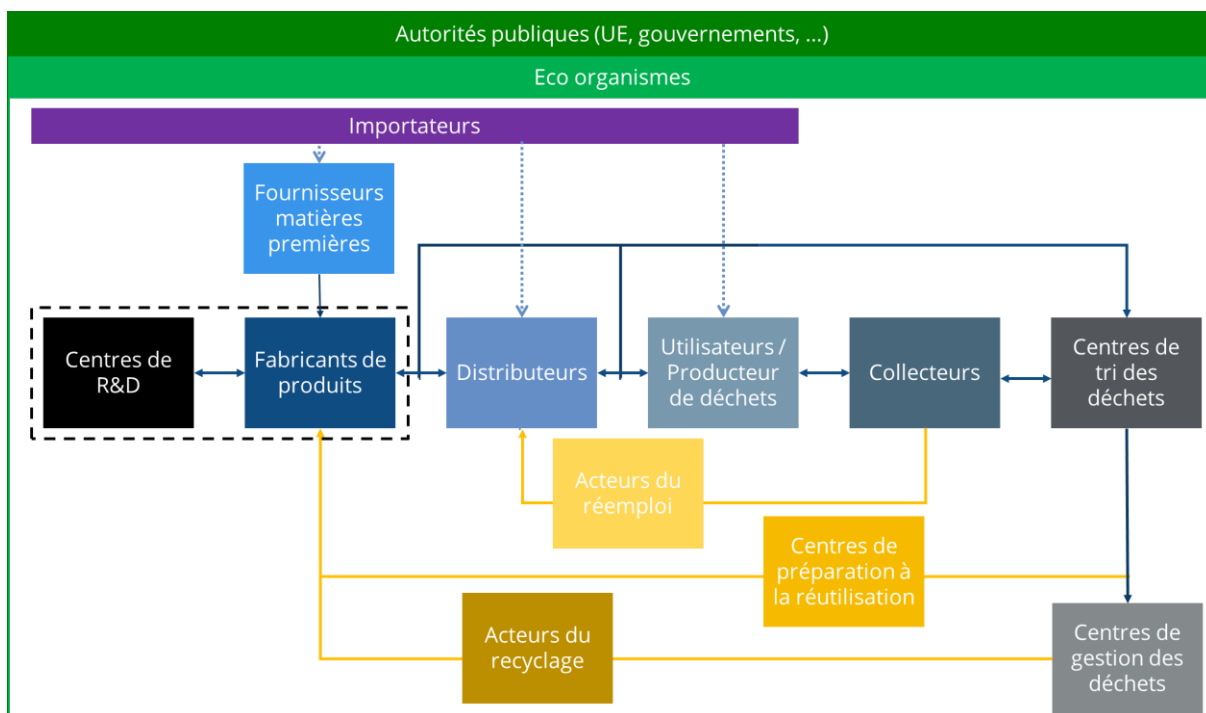 Autorités publiques (UE, gouvernements, ...)
Eco organismes
Importateurs
Fournisseurs
matières
premières
Centres de
R&D
Fabricants de
produits
Distributeurs
Utilisateurs /
Producteur
de déchets
Collecteurs
Centres de
tri des
déchets
Acteurs du
réemploi
Centres de
préparation à
la réutilisation
Acteurs du
recyclage
Centres de
gestion des
déchets